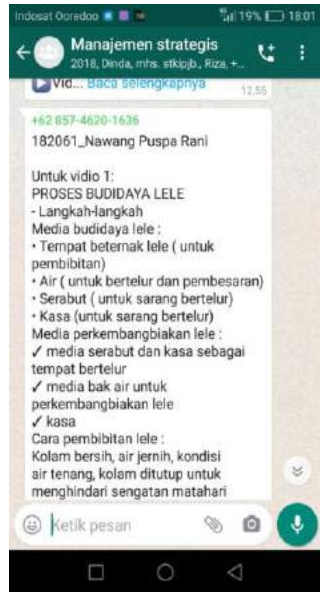 Indosat Ooredoo 19% 18:01
Manajemen strategis
2018, Dinda, mhs. stkipjb., Riza, +..
Vid... Baca selengkapnya
12.55
+62 857-4620-1636
182061_Nawang Puspa Rani
Untuk vidio 1:
PROSES BUDIDAYA LELE
- Langkah-langkah
Media budidaya lele :
• Tempat beternak lele ( untuk
pembibitan)
• Air ( untuk bertelur dan pembesaran)
• Serabut ( untuk sarang bertelur)
• Kasa (untuk sarang bertelur)
Media perkembangbiakan lele :
✓ media serabut dan kasa sebagai
tempat bertelur
✓ media bak air untuk
perkembangbiakan lele
✓ kasa
Cara pembibitan lele :
Kolam bersih, air jernih, kondisi
air tenang, kolam ditutup untuk
menghindari sengatan matahari
Ketik pesan